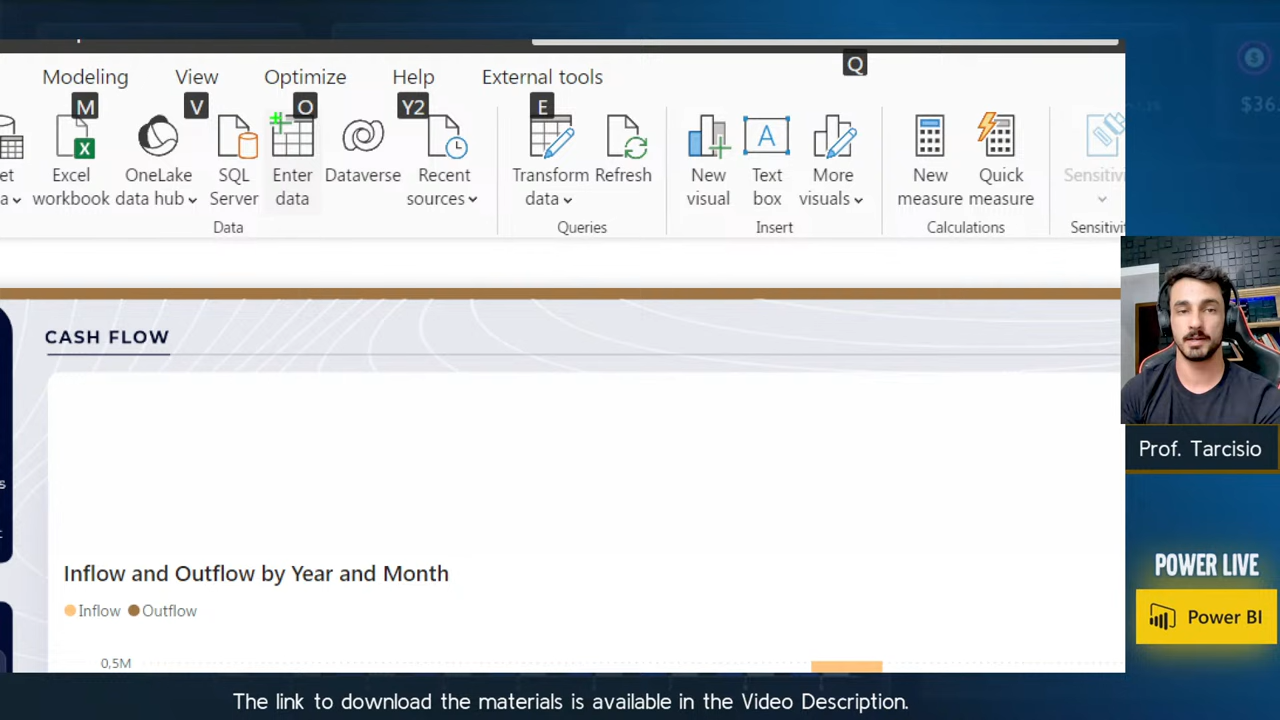 Q
Modeling View Optimize Help External tools
M V O Y2 E
Excel workbook
OneLake data hub
SQL Server
Enter data
Dataverse
Recent sources
Transform data
Refresh
New visual
Text box
More visuals
New measure
Quick measure
Data
Queries
Insert
Calculations
$36
CASH FLOW
Prof. Tarcisio
Inflow and Outflow by Year and Month
Inflow Outflow
0,5M
POWER LIVE
Power BI
The link to download the materials is available in the Video Description.